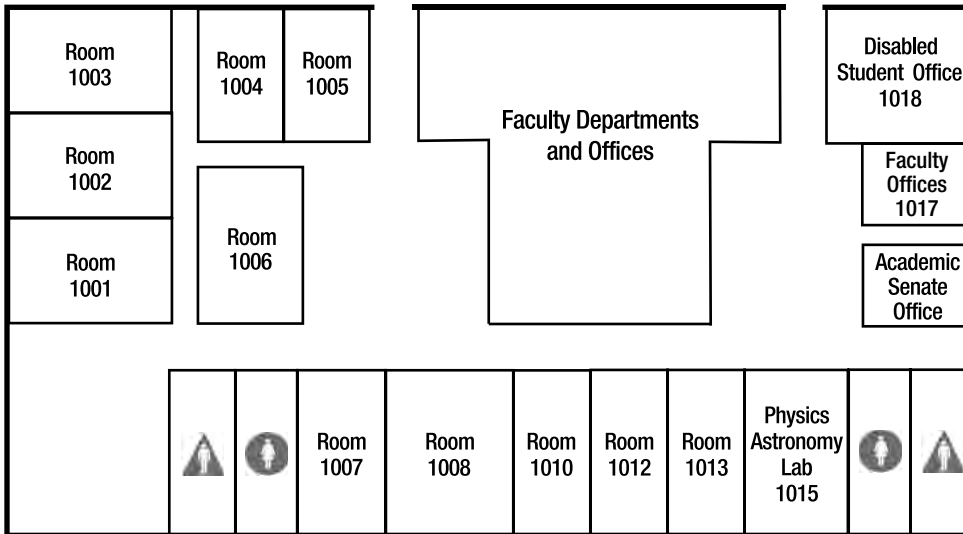 Room
1003
Room
1004
Room
1005
Faculty Departments
and Offices
Disabled
Student Office
1018
Room
1002
Faculty
Offices
1017
Room
1006
Room
1001
Academic
Senate
Office
Room
1007
Room
1008
Room
1010
Room
1012
Room
1013
Physics
Astronomy
Lab
1015